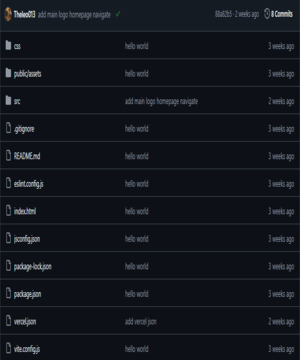 Theleo013 add main logo homepage navigate 88a82b5 · 2 weeks ago 8 Commits
css hello world 3 weeks ago
public/assets hello world 3 weeks ago
src add main logo homepage navigate 2 weeks ago
.gitignore hello world 3 weeks ago
README.md hello world 3 weeks ago
eslint.config.js hello world 3 weeks ago
index.html hello world 3 weeks ago
jsconfig.json hello world 3 weeks ago
package-lock.json hello world 3 weeks ago
package.json hello world 3 weeks ago
vercel.json add vercel json 2 weeks ago
vite.config.js hello world 3 weeks ago